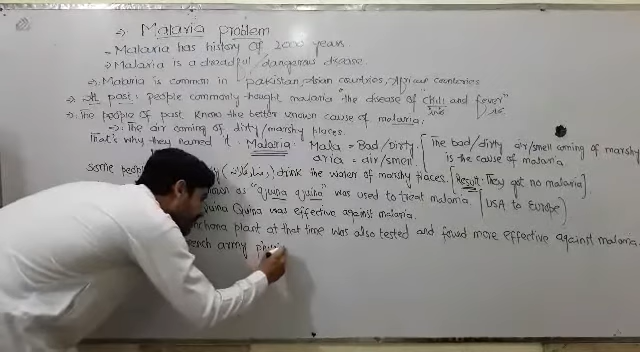 Malaria problem
Malaria has history of 2000 years
Malaria is a dreadful/dangerous disease
Malaria is common in pakistan, Asian countries, African countries
In past: people commonly thought malaria "the disease of chill and fever"
The people of past know the better known cause of malaria.
The air coming of dirty/marshy places.
That's why they named it: Malaria: Mala = Bad/Dirty. [The bad/dirty air/smell coming of marshy
aria = air/smell. is the cause of malaria
Some drink the water of marshy places. [Result: They got no malaria]
known as "Quina Quina" was used to treat malaria [USA to Europe]
Quina Quina was effective against malaria.
plant at that time was also tested and found more effective against malaria.
army